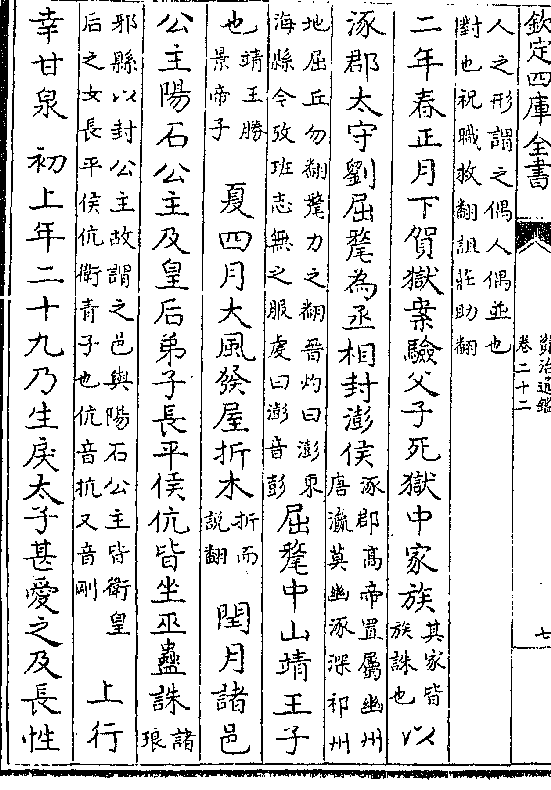 欽定四庫全書
資治通鑑
卷二十二
七
人之形謂之偶人偶並也
對也祝職救翻詛莊助翻
二年春正月下賀獄案驗父子死獄中家族其家皆族誅也以
涿郡太守劉屈氂為丞相封澎侯涿郡高帝置屬幽州唐瀛莫幽涿深祁州
地屈丘勿翻氂力之翻晉灼曰澎東海縣令攷班志無之服䖍曰澎音彭屈氂中山靖王子
也靖王勝景帝子 夏四月大風發屋折木折而說翻 閏月諸邑
公主陽石公主及皇后弟子長平侯伉皆坐巫蠱誅諸琅
邪縣以封公主故謂之邑與陽石公主皆衛皇后之女長平侯伉衛青子也伉音抗又音剛 上行
幸甘泉 初上年二十九乃生戾太子甚愛之及長性